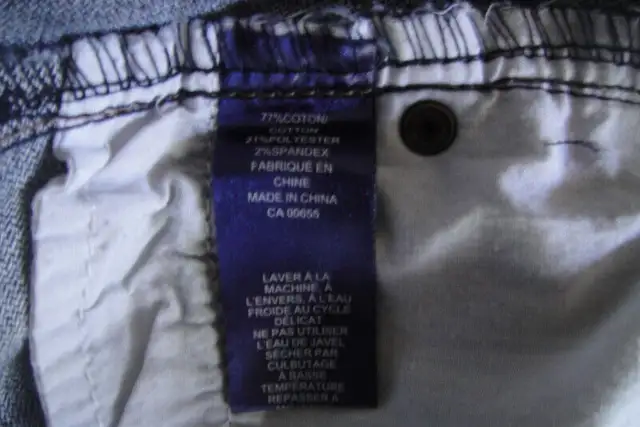 77%COTON/
COTTON
21%POLYESTER
2%SPANDEX
FABRIQUÉ EN
CHINE
MADE IN CHINA
CA 00655
LAVER À LA
MACHINE, À
L'ENVERS, À L'EAU
FROIDE AU CYCLE
DÉLICAT
NE PAS UTILISER
L'EAU DE JAVEL
SÉCHER PAR
CULBUTAGE
À BASSE
TEMPÉRATURE
REPASSER À